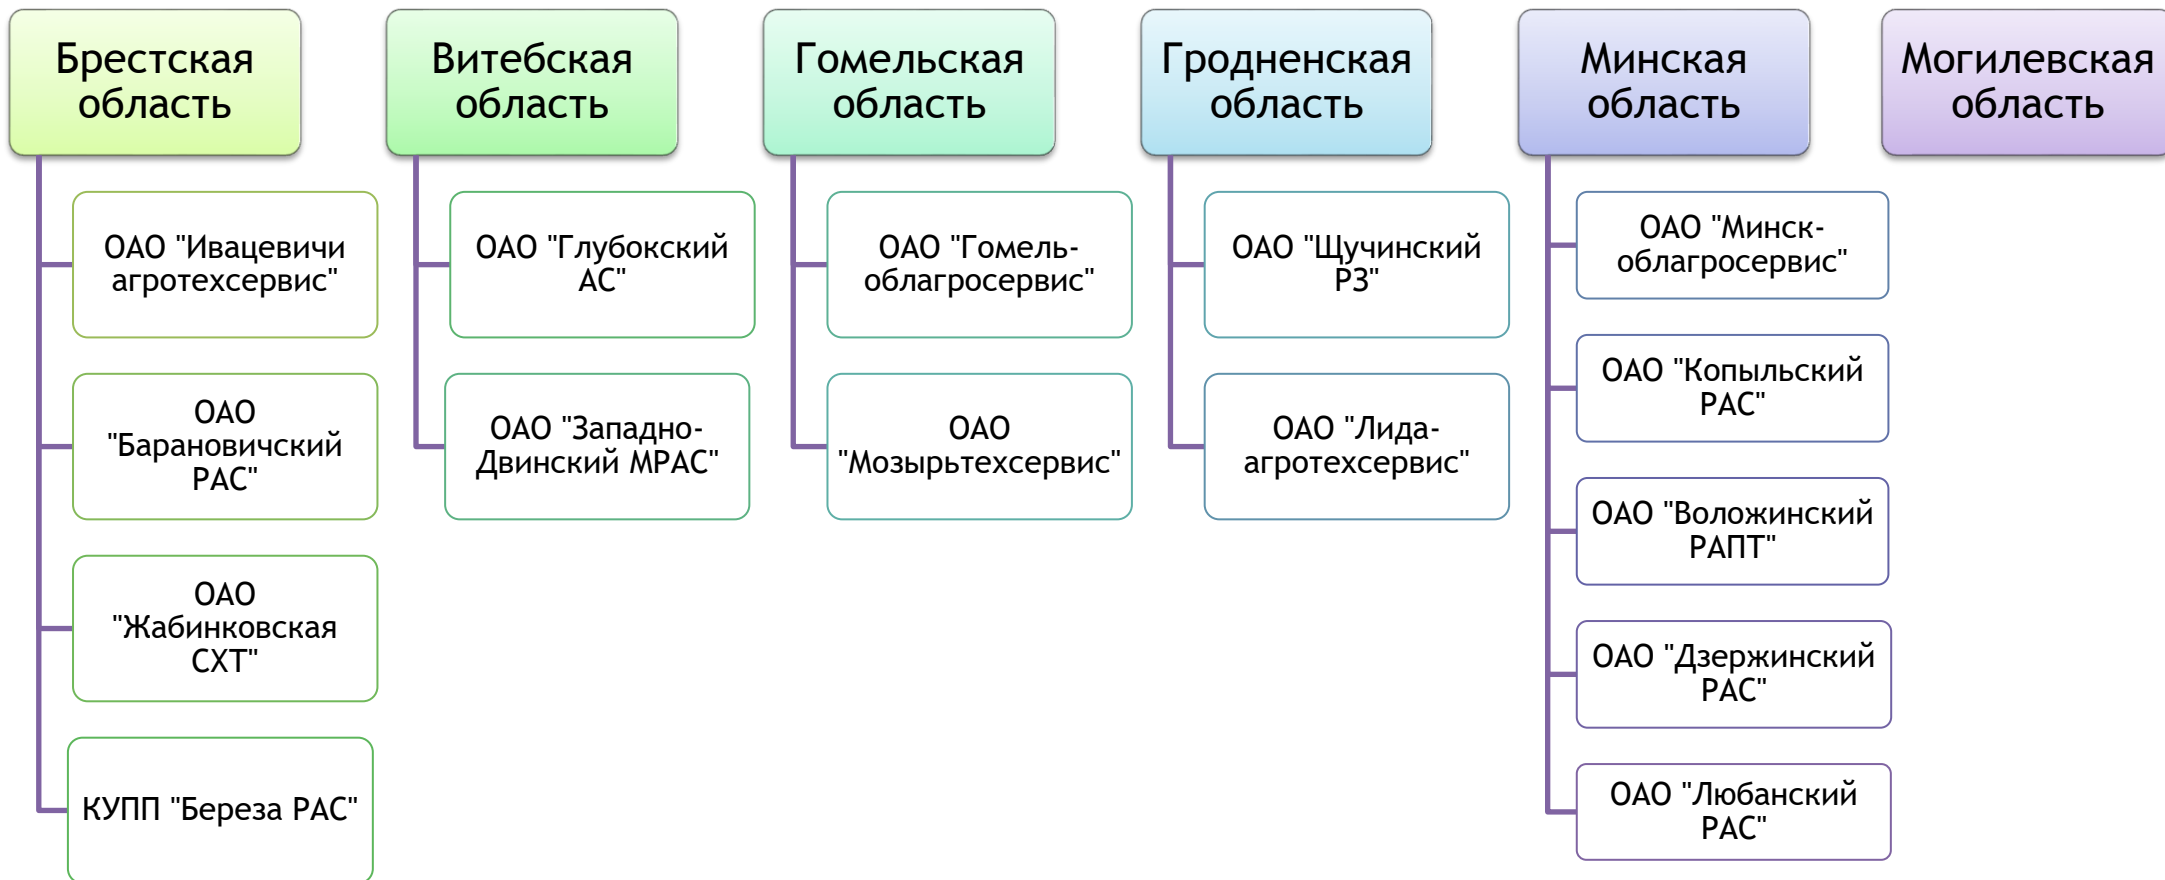 Брестская
область
ОАО "Ивацевичи
агротехсервис"
ОАО
"Барановичский
РАС"
ОАО
"Жабинковская
СХТ"
КУПП "Береза РАС"
Витебская
область
ОАО "Глубокский
АС"
ОАО "Западно-
Двинский МРАС"
Гомельская
область
ОАО "Гомель-
облагросервис"
ОАО
"Мозырьтехсервис"
Гродненская
область
ОАО "Щучинский
РЗ"
ОАО "Лида-
агротехсервис"
Минская
область
ОАО "Минск-
облагросервис"
ОАО "Копыльский
РАС"
ОАО "Воложинский
РАПТ"
ОАО "Дзержинский
РАС"
ОАО "Любанский
РАС"
Могилевская
область